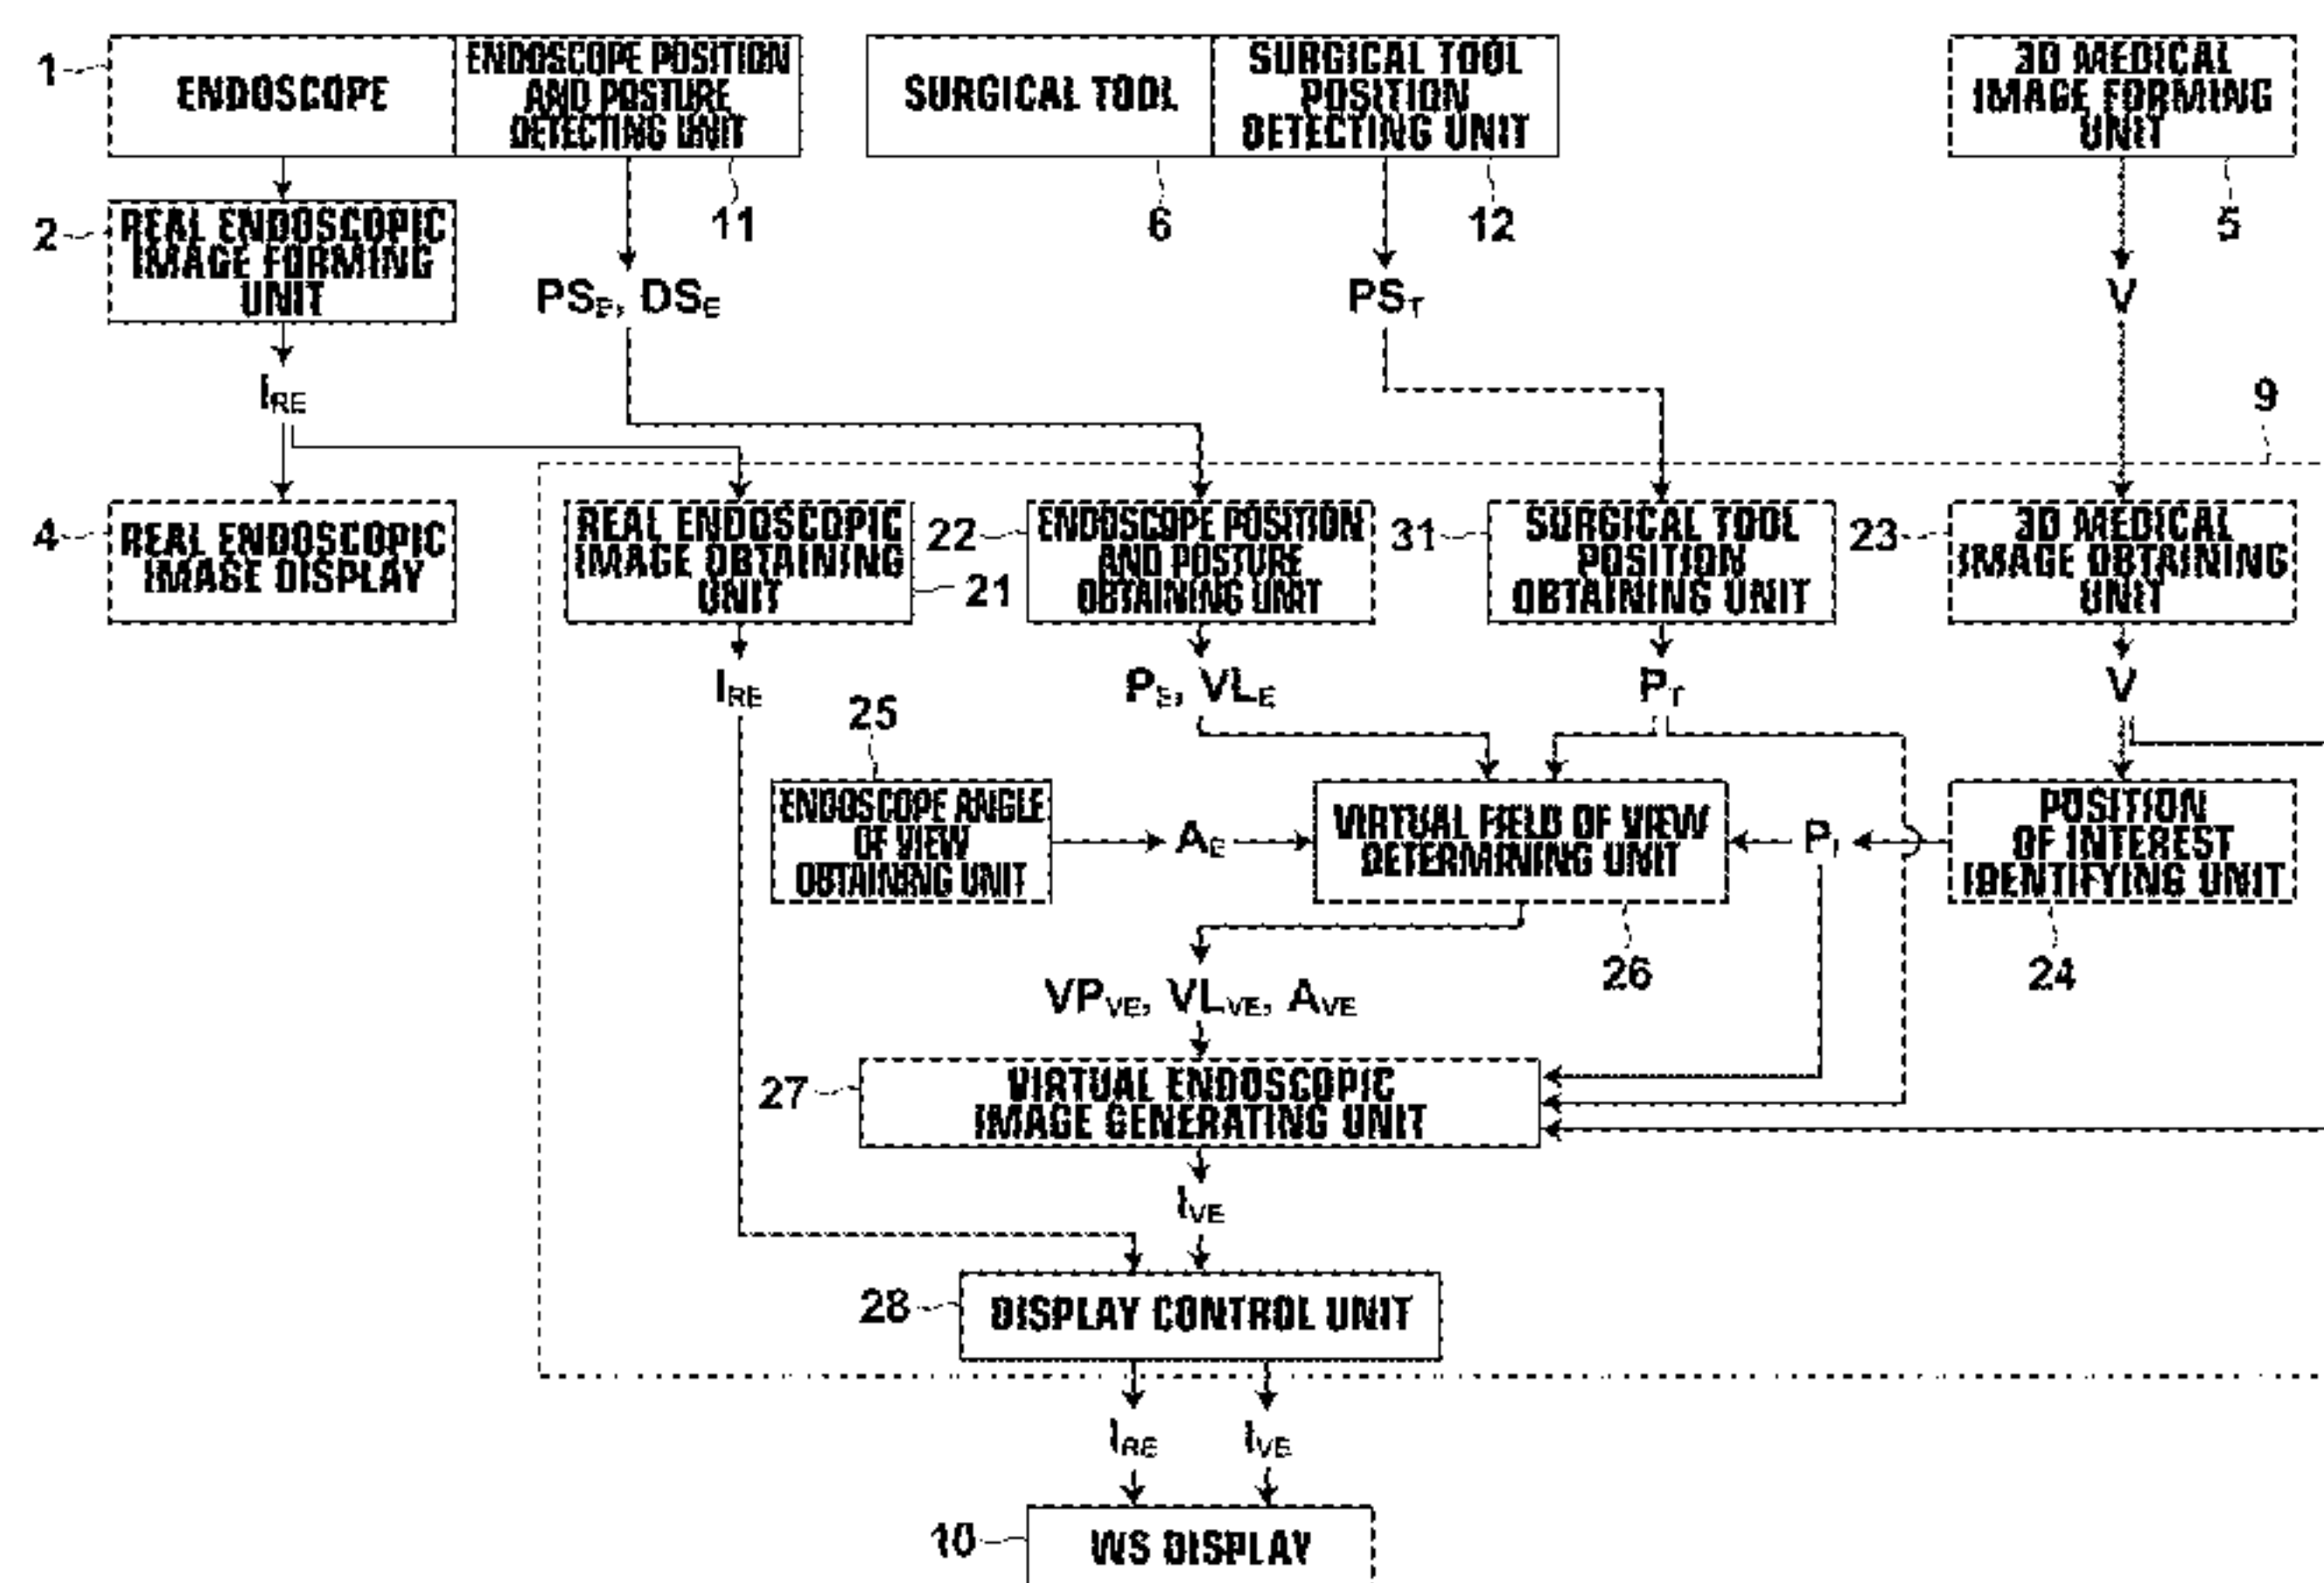 1
ENDOSCOPE
ENDOSCOPE POSITION
AND POSTURE
DETECTING UNIT
11
SURGICAL TOOL
6
SURGICAL TOOL
POSITION
DETECTING UNIT
12
3D MEDICAL
IMAGE FORMING
UNIT
5
2
REAL ENDOSCOPIC
IMAGE FORMING
UNIT
PSE, DSE
PST
V
IRE
9
4
REAL ENDOSCOPIC
IMAGE DISPLAY
REAL ENDOSCOPIC
IMAGE OBTAINING
UNIT
21
22
ENDOSCOPE POSITION
AND POSTURE
OBTAINING UNIT
31
SURGICAL TOOL
POSITION
OBTAINING UNIT
23
3D MEDICAL
IMAGE OBTAINING
UNIT
IRE
PE, VLE
PT
V
25
ENDOSCOPE ANGLE
OF VIEW
OBTAINING UNIT
AE
VIRTUAL FIELD OF VIEW
DETERMINING UNIT
26
PI
POSITION
OF INTEREST
IDENTIFYING UNIT
24
VPVE, VLVE, AVE
27
VIRTUAL ENDOSCOPIC
IMAGE GENERATING UNIT
IVE
28
DISPLAY CONTROL UNIT
IRE
IVE
10
WS DISPLAY